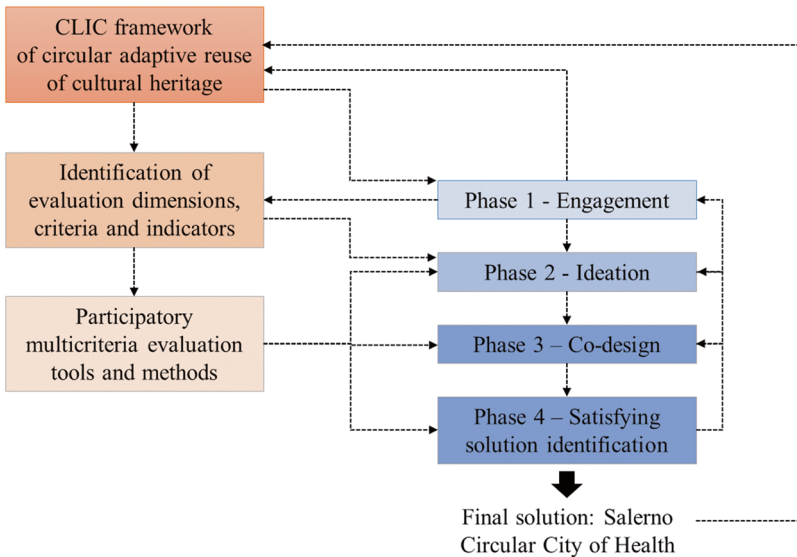 CLIC framework
of circular adaptive reuse
of cultural heritage
Identification of
evaluation dimensions,
criteria and indicators
Participatory
multicriteria evaluation
tools and methods
Phase 1 - Engagement
Phase 2 - Ideation
Phase 3 – Co-design
Phase 4 – Satisfying
solution identification
Final solution: Salerno
Circular City of Health